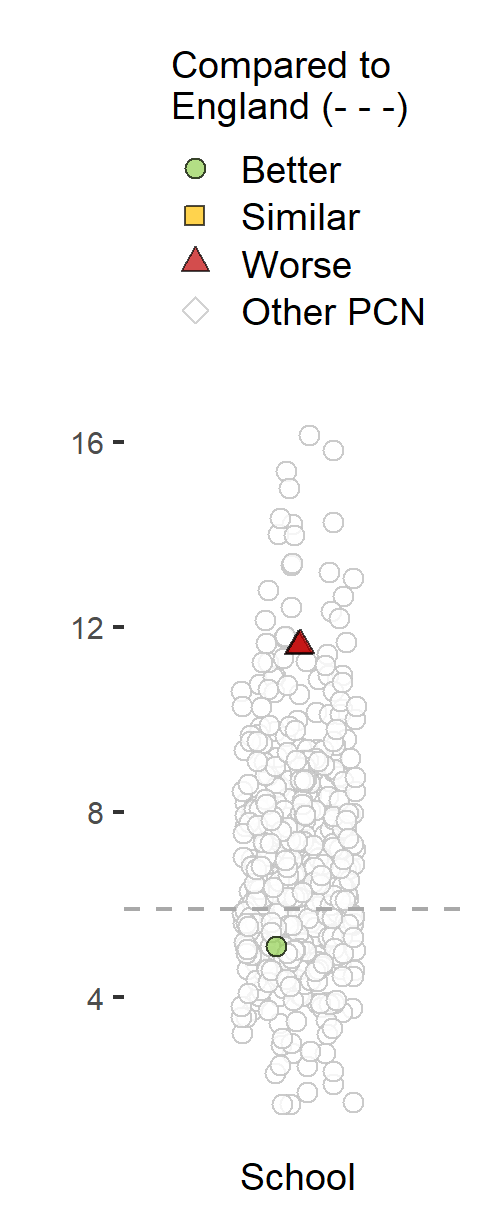 Compared to
England (- - -)
Better
Similar
Worse
Other PCN
16
12
8
4
School